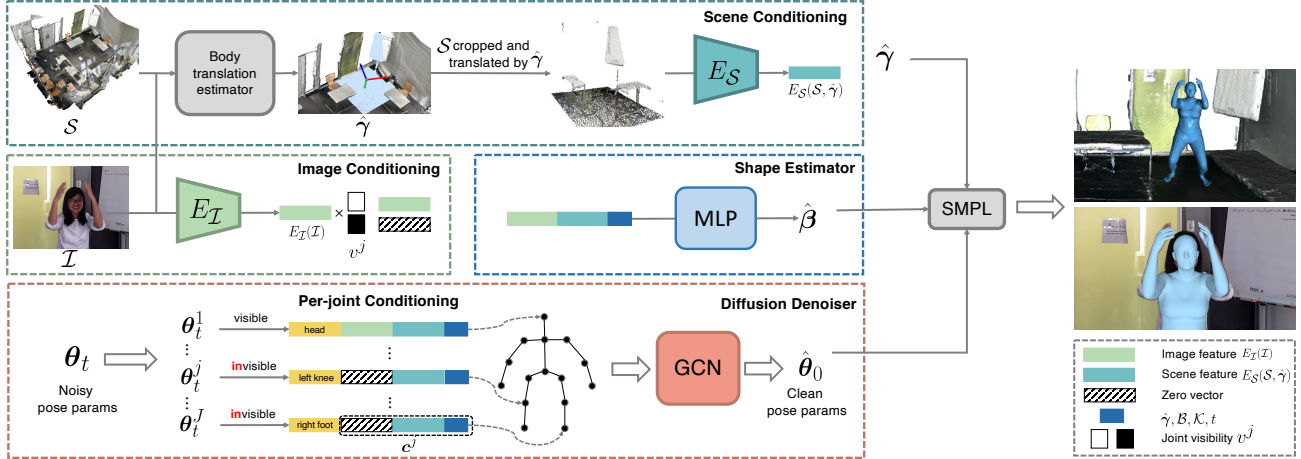 Scene Conditioning
𝒮
Body
translation
estimator
γ̂
𝒮 cropped and
translated by γ̂
E_𝒮
E_𝒮(𝒮, γ̂)
γ̂
Image Conditioning
ℐ
E_ℐ
E_ℐ(ℐ)
×
v^j
Shape Estimator
MLP
β̂
SMPL
Per-joint Conditioning
Diffusion Denoiser
θ_t
Noisy
pose params
θ_t^1
visible
head
⋮
⋮
θ_t^j
invisible
left knee
⋮
⋮
θ_t^J
invisible
right foot
c^j
GCN
θ̂_0
Clean
pose params
Image feature E_ℐ(ℐ)
Scene feature E_𝒮(𝒮, γ̂)
Zero vector
γ̂, ℬ, 𝒦, t
Joint visibility v^j